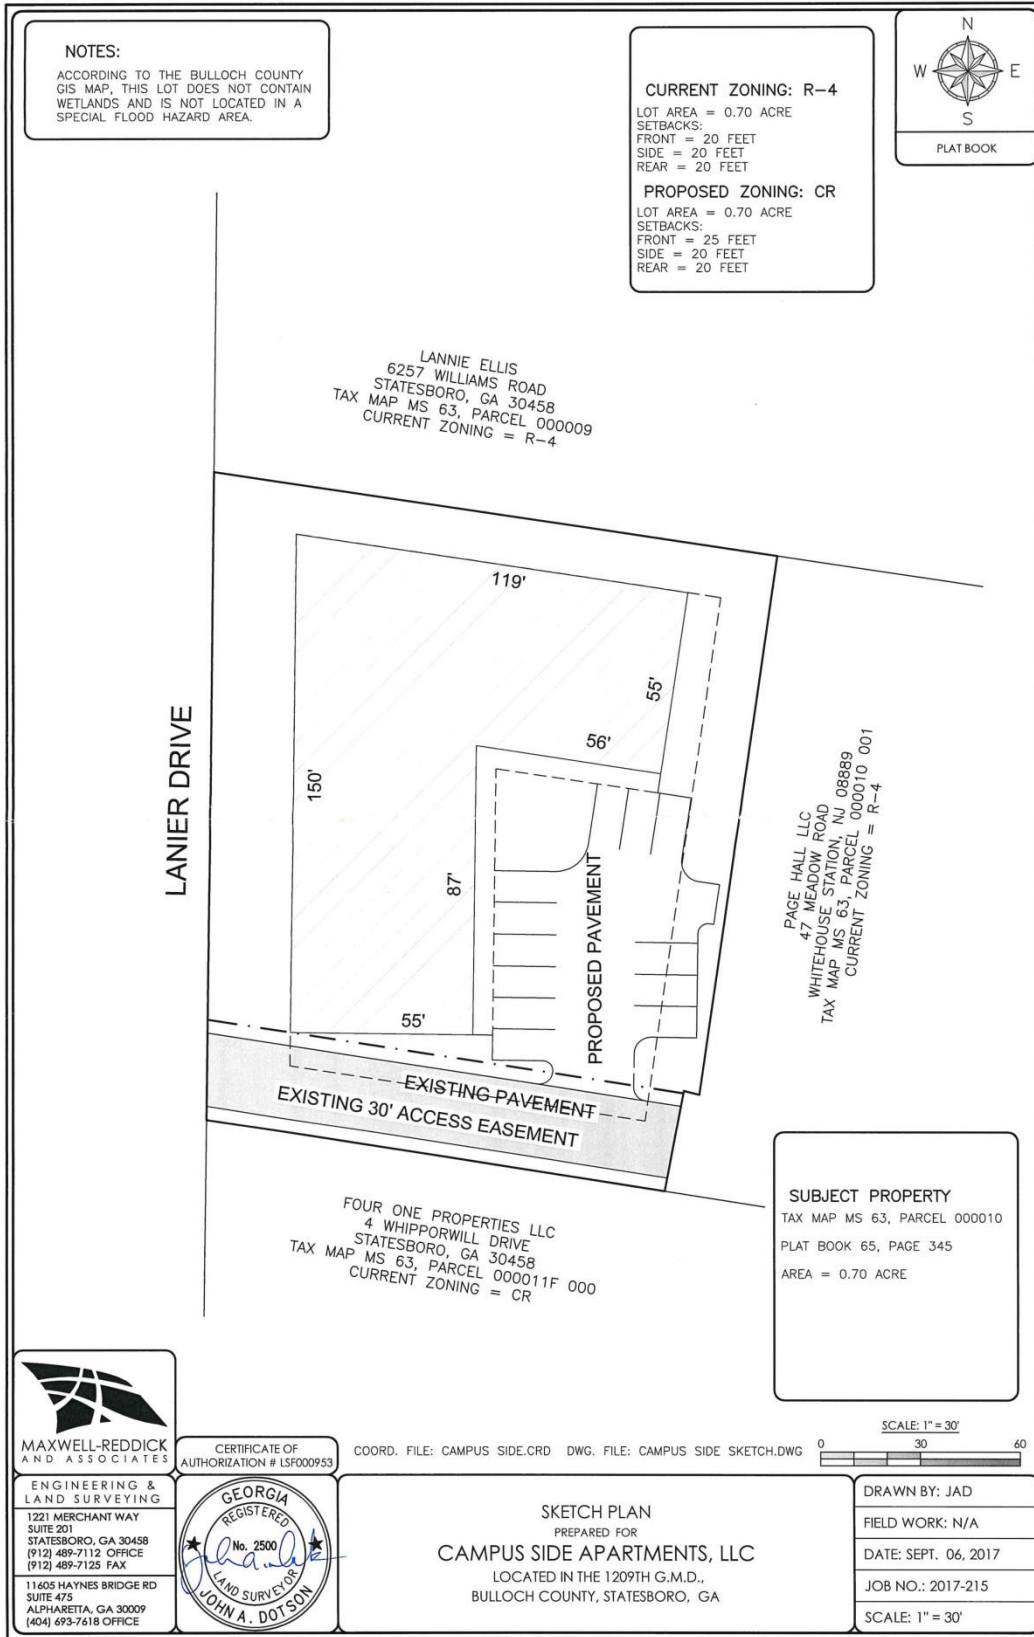 NOTES:
ACCORDING TO THE BULLOCH COUNTY
GIS MAP, THIS LOT DOES NOT CONTAIN
WETLANDS AND IS NOT LOCATED IN A
SPECIAL FLOOD HAZARD AREA.
CURRENT ZONING: R-4
LOT AREA = 0.70 ACRE
SETBACKS:
FRONT = 20 FEET
SIDE = 20 FEET
REAR = 20 FEET
PROPOSED ZONING: CR
LOT AREA = 0.70 ACRE
SETBACKS:
FRONT = 25 FEET
SIDE = 20 FEET
REAR = 20 FEET
N
W
E
S
PLAT BOOK
LANNIE ELLIS
6257 WILLIAMS ROAD
STATESBORO, GA 30458
TAX MAP MS 63, PARCEL 000009
CURRENT ZONING = R-4
LANIER DRIVE
119'
55'
56'
150'
87'
55'
PROPOSED PAVEMENT
PAGE HALL LLC
47 MEADOW ROAD
WHITEHOUSE STATION, NJ 08889
TAX MAP MS 63, PARCEL 000010 001
CURRENT ZONING = R-4
EXISTING PAVEMENT
EXISTING 30' ACCESS EASEMENT
FOUR ONE PROPERTIES LLC
4 WHIPPORWILL DRIVE
STATESBORO, GA 30458
TAX MAP MS 63, PARCEL 000011F 000
CURRENT ZONING = CR
SUBJECT PROPERTY
TAX MAP MS 63, PARCEL 000010
PLAT BOOK 65, PAGE 345
AREA = 0.70 ACRE
MAXWELL-REDDICK
AND ASSOCIATES
ENGINEERING &
LAND SURVEYING
1221 MERCHANT WAY
SUITE 201
STATESBORO, GA 30458
(912) 489-7112 OFFICE
(912) 489-7125 FAX
11605 HAYNES BRIDGE RD
SUITE 475
ALPHARETTA, GA 30009
(404) 693-7618 OFFICE
CERTIFICATE OF
AUTHORIZATION # LSF000953
GEORGIA
REGISTERED
No. 2500
LAND SURVEYOR
JOHN A. DOTSON
COORD. FILE: CAMPUS SIDE.CRD DWG. FILE: CAMPUS SIDE SKETCH.DWG
SCALE: 1" = 30'
0 30 60
SKETCH PLAN
PREPARED FOR
CAMPUS SIDE APARTMENTS, LLC
LOCATED IN THE 1209TH G.M.D.,
BULLOCH COUNTY, STATESBORO, GA
DRAWN BY: JAD
FIELD WORK: N/A
DATE: SEPT. 06, 2017
JOB NO.: 2017-215
SCALE: 1" = 30'